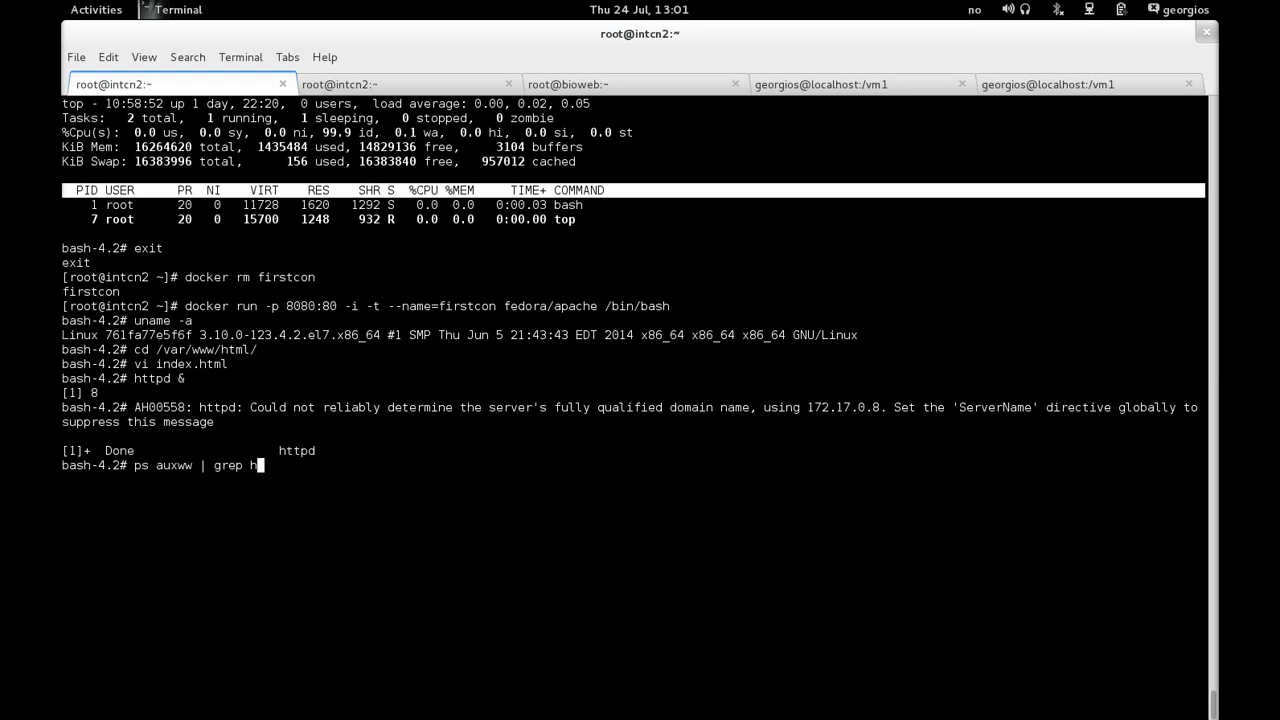 Activities Terminal Thu 24 Jul, 13:01 no georgios
root@intcn2:~
File Edit View Search Terminal Tabs Help
root@intcn2:~ root@intcn2:~ root@bioweb:~ georgios@localhost:/vm1 georgios@localhost:/vm1
top - 10:58:52 up 1 day, 22:20,  0 users,  load average: 0.00, 0.02, 0.05
Tasks:   2 total,   1 running,   1 sleeping,   0 stopped,   0 zombie
%Cpu(s):  0.0 us,  0.0 sy,  0.0 ni, 99.9 id,  0.1 wa,  0.0 hi,  0.0 si,  0.0 st
KiB Mem:  16264620 total,  1435484 used, 14829136 free,     3104 buffers
KiB Swap: 16383996 total,      156 used, 16383840 free,   957012 cached
PID USER      PR  NI    VIRT    RES    SHR S  %CPU %MEM     TIME+ COMMAND
1 root      20   0   11728   1620   1292 S   0.0  0.0   0:00.03 bash
7 root      20   0   15700   1248    932 R   0.0  0.0   0:00.00 top
bash-4.2# exit
exit
[root@intcn2 ~]# docker rm firstcon
firstcon
[root@intcn2 ~]# docker run -p 8080:80 -i -t --name=firstcon fedora/apache /bin/bash
bash-4.2# uname -a
Linux 761fa77e5f6f 3.10.0-123.4.2.el7.x86_64 #1 SMP Thu Jun 5 21:43:43 EDT 2014 x86_64 x86_64 x86_64 GNU/Linux
bash-4.2# cd /var/www/html/
bash-4.2# vi index.html
bash-4.2# httpd &
[1] 8
bash-4.2# AH00558: httpd: Could not reliably determine the server's fully qualified domain name, using 172.17.0.8. Set the 'ServerName' directive globally to
suppress this message
[1]+  Done                    httpd
bash-4.2# ps auxww | grep h